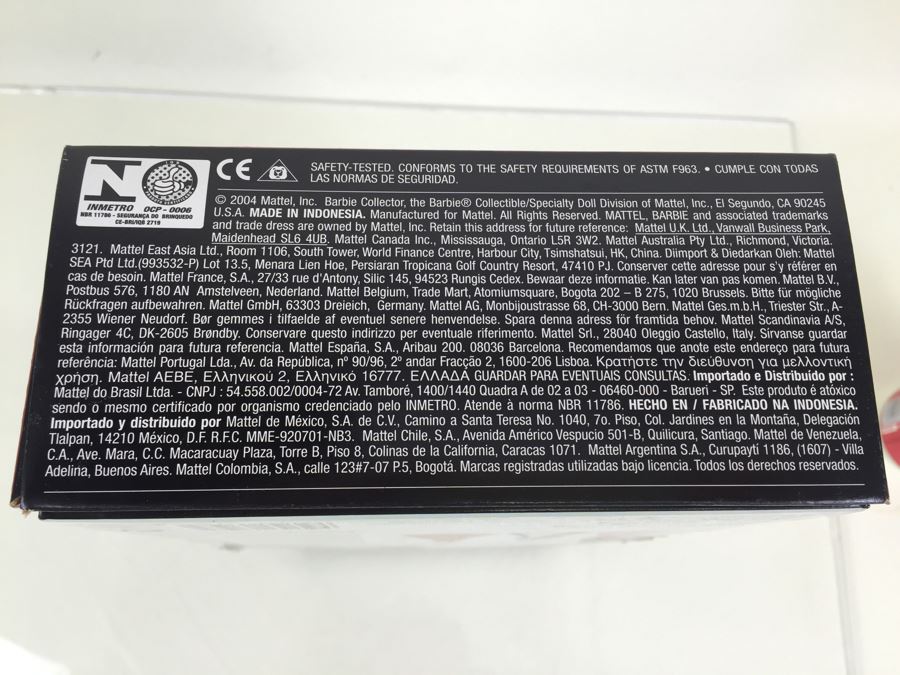 N
INMETRO OCP - 0006
NBR 11786 - SEGURANÇA DO BRINQUEDO
CE-BRI/IQB 2719
CE
SAFETY-TESTED. CONFORMS TO THE SAFETY REQUIREMENTS OF ASTM F963. • CUMPLE CON TODAS
LAS NORMAS DE SEGURIDAD.
© 2004 Mattel, Inc. Barbie Collector, the Barbie® Collectible/Specialty Doll Division of Mattel, Inc., El Segundo, CA 90245
U.S.A. MADE IN INDONESIA. Manufactured for Mattel. All Rights Reserved. MATTEL, BARBIE and associated trademarks
and trade dress are owned by Mattel, Inc. Retain this address for future reference: Mattel U.K. Ltd., Vanwall Business Park,
Maidenhead SL6 4UB. Mattel Canada Inc., Mississauga, Ontario L5R 3W2. Mattel Australia Pty Ltd., Richmond, Victoria.
3121. Mattel East Asia Ltd., Room 1106, South Tower, World Finance Centre, Harbour City, Tsimshatsui, HK, China. Diimport & Diedarkan Oleh: Mattel
SEA Ptd Ltd.(993532-P) Lot 13.5, Menara Lien Hoe, Persiaran Tropicana Golf Country Resort, 47410 PJ. Conserver cette adresse pour s'y référer en
cas de besoin. Mattel France, S.A., 27/33 rue d'Antony, Silic 145, 94523 Rungis Cedex. Bewaar deze informatie. Kan later van pas komen. Mattel B.V.,
Postbus 576, 1180 AN Amstelveen, Nederland. Mattel Belgium, Trade Mart, Atomiumsquare, Bogota 202 – B 275, 1020 Brussels. Bitte für mögliche
Rückfragen aufbewahren. Mattel GmbH, 63303 Dreieich, Germany. Mattel AG, Monbijoustrasse 68, CH-3000 Bern. Mattel Ges.m.b.H., Triester Str., A-
2355 Wiener Neudorf. Bør gemmes i tilfaelde af eventuel senere henvendelse. Spara denna adress för framtida behov. Mattel Scandinavia A/S,
Ringager 4C, DK-2605 Brøndby. Conservare questo indirizzo per eventuale riferimento. Mattel Srl., 28040 Oleggio Castello, Italy. Sírvanse guardar
esta información para futura referencia. Mattel España, S.A., Aribau 200. 08036 Barcelona. Recomendamos que anote este endereço para futura
referência: Mattel Portugal Lda., Av. da República, nº 90/96, 2º andar Fracção 2, 1600-206 Lisboa. Κρατήστε την διεύθυνση για μελλοντική
χρήση. Mattel AEBE, Ελληνικού 2, Ελληνικό 16777. ΕΛΛΑΔΑ GUARDAR PARA EVENTUAIS CONSULTAS. Importado e Distribuido por :
Mattel do Brasil Ltda. - CNPJ : 54.558.002/0004-72 Av. Tamboré, 1400/1440 Quadra A de 02 a 03 - 06460-000 - Barueri - SP. Este produto é atóxico
sendo o mesmo certificado por organismo credenciado pelo INMETRO. Atende à norma NBR 11786. HECHO EN / FABRICADO NA INDONESIA.
Importado y distribuido por Mattel de México, S.A. de C.V., Camino a Santa Teresa No. 1040, 7o. Piso, Col. Jardines en la Montaña, Delegación
Tlalpan, 14210 México, D.F. R.F.C. MME-920701-NB3. Mattel Chile, S.A., Avenida Américo Vespucio 501-B, Quilicura, Santiago. Mattel de Venezuela,
C.A., Ave. Mara, C.C. Macaracuay Plaza, Torre B, Piso 8, Colinas de la California, Caracas 1071. Mattel Argentina S.A., Curupaytí 1186, (1607) - Villa
Adelina, Buenos Aires. Mattel Colombia, S.A., calle 123#7-07 P.5, Bogotá. Marcas registradas utilizadas bajo licencia. Todos los derechos reservados.